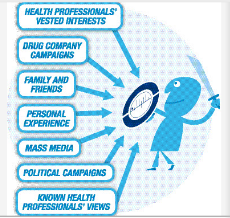 HEALTH PROFESSIONALS'
VESTED INTERESTS
DRUG COMPANY
CAMPAIGNS
FAMILY AND
FRIENDS
PERSONAL
EXPERIENCE
MASS MEDIA
POLITICAL CAMPAIGNS
KNOWN HEALTH
PROFESSIONALS' VIEWS